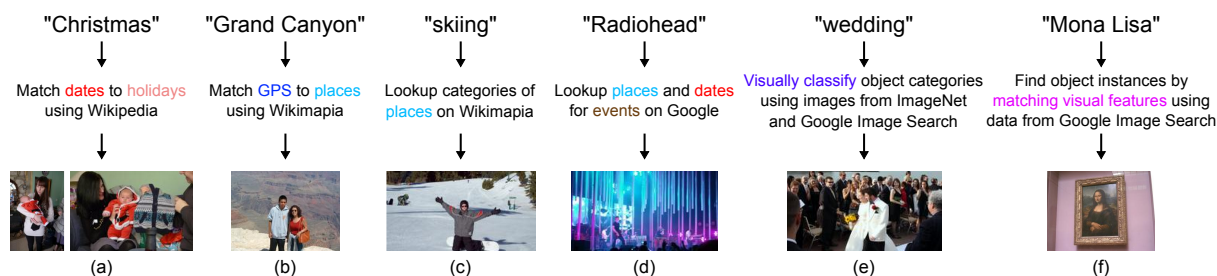 "Christmas"
Match dates to holidays
using Wikipedia
(a)
"Grand Canyon"
Match GPS to places
using Wikimapia
(b)
"skiing"
Lookup categories of
places on Wikimapia
(c)
"Radiohead"
Lookup places and dates
for events on Google
(d)
"wedding"
Visually classify object categories
using images from ImageNet
and Google Image Search
(e)
"Mona Lisa"
Find object instances by
matching visual features using
data from Google Image Search
(f)